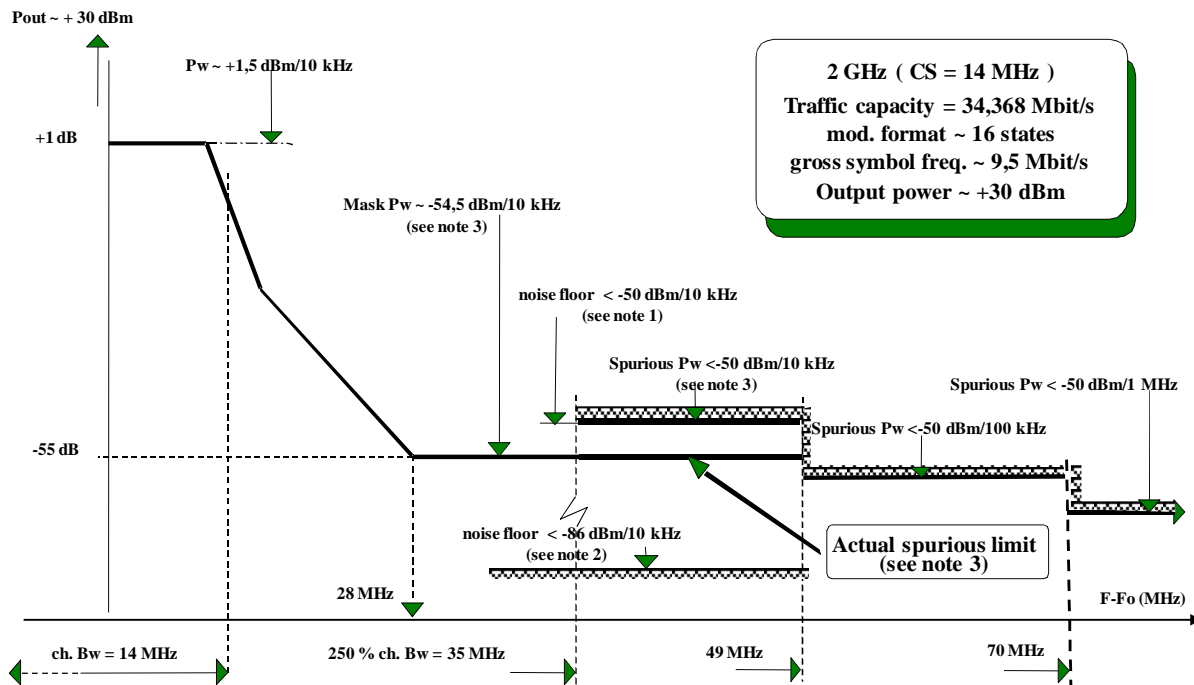 Pout ~ + 30 dBm
Pw ~ +1,5 dBm/10 kHz
2 GHz ( CS = 14 MHz )
Traffic capacity = 34,368 Mbit/s
mod. format ~ 16 states
gross symbol freq. ~ 9,5 Mbit/s
Output power ~ +30 dBm
+1 dB
Mask Pw ~ -54,5 dBm/10 kHz
(see note 3)
noise floor < -50 dBm/10 kHz
(see note 1)
Spurious Pw <-50 dBm/10 kHz
(see note 3)
Spurious Pw < -50 dBm/1 MHz
Spurious Pw <-50 dBm/100 kHz
-55 dB
noise floor < -86 dBm/10 kHz
(see note 2)
Actual spurious limit
(see note 3)
28 MHz
F-Fo (MHz)
ch. Bw = 14 MHz
250 % ch. Bw = 35 MHz
49 MHz
70 MHz